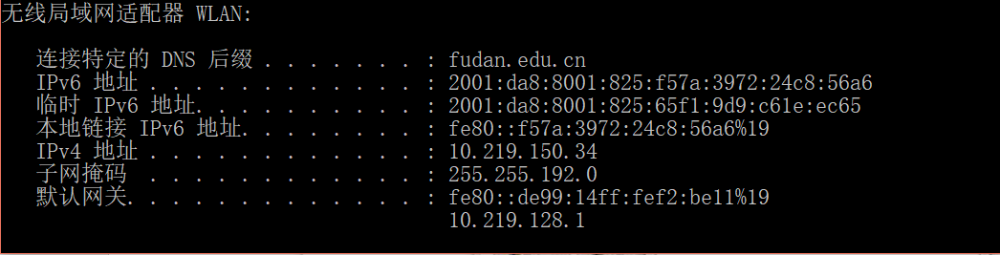 无线局域网适配器 WLAN:
连接特定的 DNS 后缀 . . . . . . . : fudan.edu.cn
IPv6 地址 . . . . . . . . . . . . : 2001:da8:8001:825:f57a:3972:24c8:56a6
临时 IPv6 地址. . . . . . . . . . : 2001:da8:8001:825:65f1:9d9:c61e:ec65
本地链接 IPv6 地址. . . . . . . . : fe80::f57a:3972:24c8:56a6%19
IPv4 地址 . . . . . . . . . . . . : 10.219.150.34
子网掩码 . . . . . . . . . . . . : 255.255.192.0
默认网关. . . . . . . . . . . . . : fe80::de99:14ff:fef2:be11%19
10.219.128.1